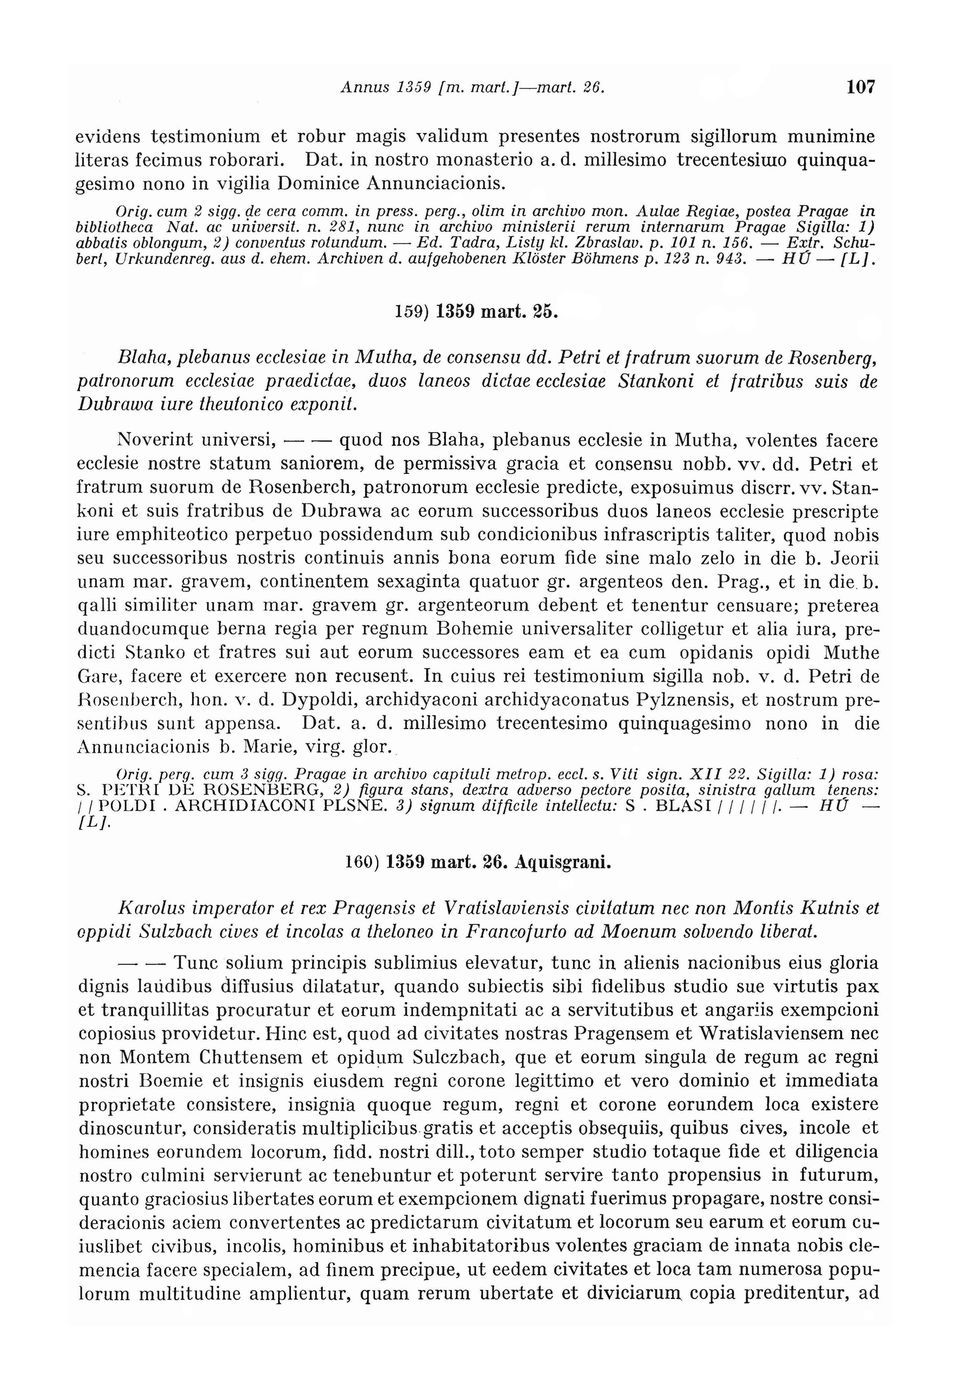 Annus 1359 [m. mart.]—mart. 26. 107
evidens testimonium et robur magis validum presentes nostrorum sigillorum munimine
literas fecimus roborari. Dat. in nostro monasterio a. d. millesimo trecentesimo quinqua-
gesimo nono in vigilia Dominice Annunciacionis.
Orig. cum 2 sigg. de cera comm. in press. perg., olim in archivo mon. Aulae Regiae, postea Pragae in
bibliotheca Nat. ac universit. n. 281, nunc in archivo ministerii rerum internarum Pragae Sigilla: 1)
abbatis oblongum, 2) conventus rotundum. — Ed. Tadra, Listy kl. Zbraslav. p. 101 n. 156. — Extr. Schu-
bert, Urkundenreg. aus d. ehem. Archiven d. aufgehobenen Klöster Böhmens p. 123 n. 943. — HÚ — [L].
159) 1359 mart. 25.
Blaha, plebanus ecclesiae in Mutha, de consensu dd. Petri et fratrum suorum de Rosenberg,
patronorum ecclesiae praedictae, duos laneos dictae ecclesiae Stankoni et fratribus suis de
Dubrawa iure theutonico exponit.
Noverint universi, — — quod nos Blaha, plebanus ecclesie in Mutha, volentes facere
ecclesie nostre statum saniorem, de permissiva gracia et consensu nobb. vv. dd. Petri et
fratrum suorum de Rosenberch, patronorum ecclesie predicte, exposuimus discrr. vv. Stan-
koni et suis fratribus de Dubrawa ac eorum successoribus duos laneos ecclesie prescripte
iure emphiteotico perpetuo possidendum sub condicionibus infrascriptis taliter, quod nobis
seu successoribus nostris continuis annis bona eorum fide sine malo zelo in die b. Jeorii
unam mar. gravem, continentem sexaginta quatuor gr. argenteos den. Prag., et in die b.
qalli similiter unam mar. gravem gr. argenteorum debent et tenentur censuare; preterea
duandocumque berna regia per regnum Bohemie universaliter colligetur et alia iura, pre-
dicti Stanko et fratres sui aut eorum successores eam et ea cum opidanis opidi Muthe
Gare, facere et exercere non recusent. In cuius rei testimonium sigilla nob. v. d. Petri de
Rosenberch, hon. v. d. Dypoldi, archidyaconi archidyaconatus Pylznensis, et nostrum pre-
sentibus sunt appensa. Dat. a. d. millesimo trecentesimo quinquagesimo nono in die
Annunciacionis b. Marie, virg. glor.
Orig. perg. cum 3 sigg. Pragae in archivo capituli metrop. eccl. s. Viti sign. XII 22. Sigilla: 1) rosa:
S. PETRI DE ROSENBERG, 2) figura stans, dextra adverso pectore posita, sinistra gallum tenens:
//POLDI . ARCHIDIACONI PLSNE. 3) signum difficile intellectu: S . BLASI //////. — HÚ —
[L].
160) 1359 mart. 26. Aquisgrani.
Karolus imperator et rex Pragensis et Vratislaviensis civitatum nec non Montis Kutnis et
oppidi Sulzbach cives et incolas a theloneo in Francofurto ad Moenum solvendo liberat.
— — Tunc solium principis sublimius elevatur, tunc in alienis nacionibus eius gloria
dignis laudibus diffusius dilatatur, quando subiectis sibi fidelibus studio sue virtutis pax
et tranquillitas procuratur et eorum indempnitati ac a servitutibus et angariis exempcioni
copiosius providetur. Hinc est, quod ad civitates nostras Pragensem et Wratislaviensem nec
non Montem Chuttensem et opidum Sulczbach, que et eorum singula de regum ac regni
nostri Boemie et insignis eiusdem regni corone legittimo et vero dominio et immediata
proprietate consistere, insignia quoque regum, regni et corone eorundem loca existere
dinoscuntur, consideratis multiplicibus gratis et acceptis obsequiis, quibus cives, incole et
homines eorundem locorum, fidd. nostri dill., toto semper studio totaque fide et diligencia
nostro culmini servierunt ac tenebuntur et poterunt servire tanto propensius in futurum,
quanto graciosius libertates eorum et exempcionem dignati fuerimus propagare, nostre consi-
deracionis aciem convertentes ac predictarum civitatum et locorum seu earum et eorum cu-
iuslibet civibus, incolis, hominibus et inhabitatoribus volentes graciam de innata nobis cle-
mencia facere specialem, ad finem precipue, ut eedem civitates et loca tam numerosa popu-
lorum multitudine amplientur, quam rerum ubertate et diviciarum copia preditentur, ad